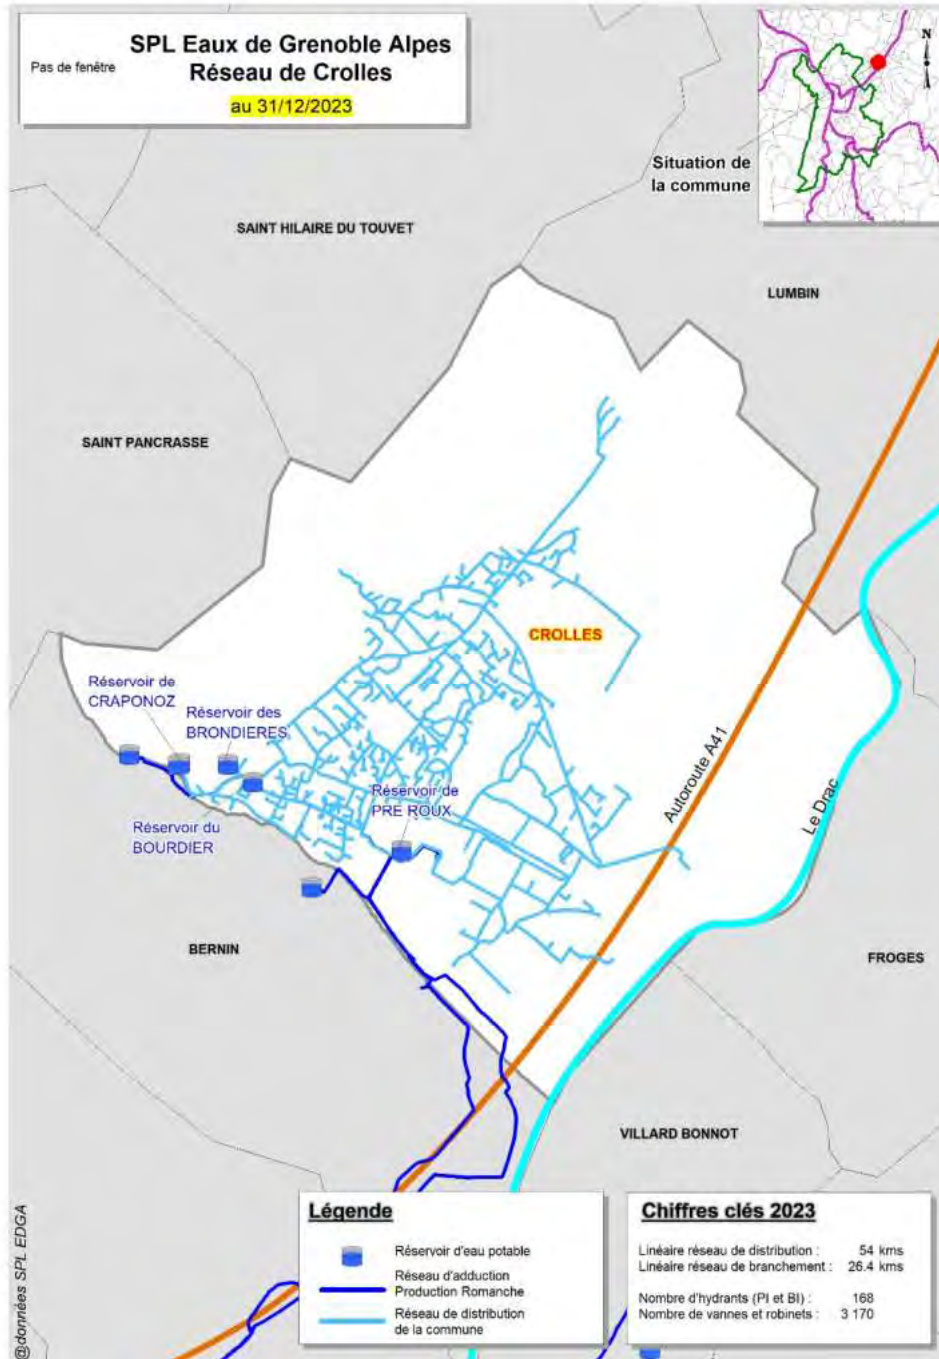 Pas de fenêtre
SPL Eaux de Grenoble Alpes
Réseau de Crolles
au 31/12/2023
N
Situation de
la commune
SAINT HILAIRE DU TOUVET
LUMBIN
SAINT PANCRASSE
CROLLES
Réservoir de
CRAPONOZ
Réservoir des
BRONDIERES
Autoroute A41
Le Drac
Réservoir de
PRE ROUX
Réservoir du
BOURDIER
BERNIN
FROGES
VILLARD BONNOT
Légende
Réservoir d'eau potable
Réseau d'adduction
Production Romanche
Réseau de distribution
de la commune
Chiffres clés 2023
Linéaire réseau de distribution : 54 kms
Linéaire réseau de branchement : 26.4 kms
Nombre d'hydrants (PI et BI) : 168
Nombre de vannes et robinets : 3 170
@données SPL EDGA